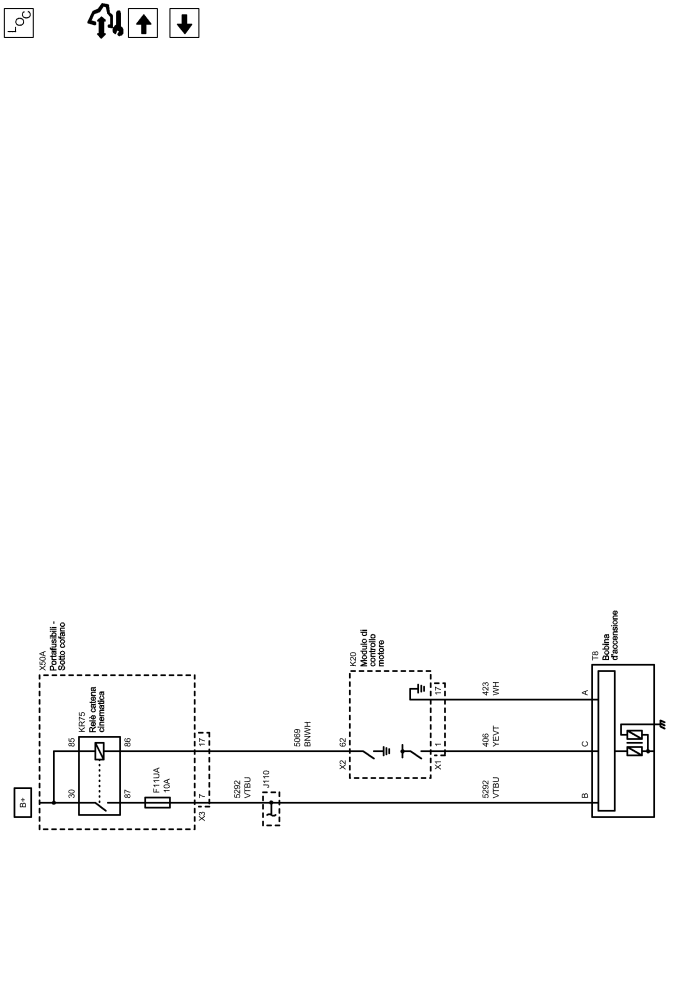 LOC
B+
X50A
Portafusibili -
Sotto cofano
KR75
Relè catena
cinematica
85
86
30
87
F11UA
10A
X3
7
17
5292
VTBU
J110
5069
BNWH
X2
62
K20
Modulo di
controllo
motore
X1
1
17
423
WH
406
YEVT
5292
VTBU
A
C
B
T8
Bobina
d'accensione